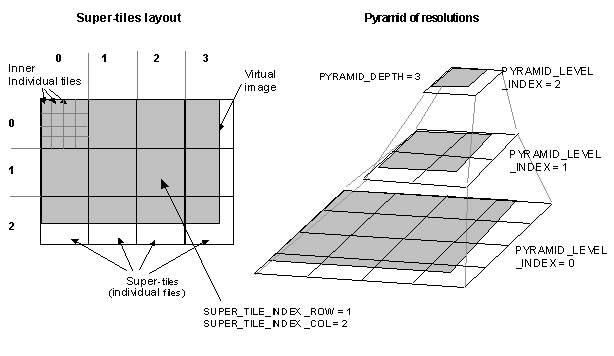 Super-tiles layout
Pyramid of resolutions
0 1 2 3
Inner
Individual tiles
Virtual
image
0
1
2
Super-tiles
(individual files)
SUPER_TILE_INDEX_ROW = 1
SUPER_TILE_INDEX_COL = 2
PYRAMID_DEPTH = 3
PYRAMID_LEVEL
_INDEX = 2
PYRAMID_LEVEL
_INDEX = 1
PYRAMID_LEVEL
_INDEX = 0